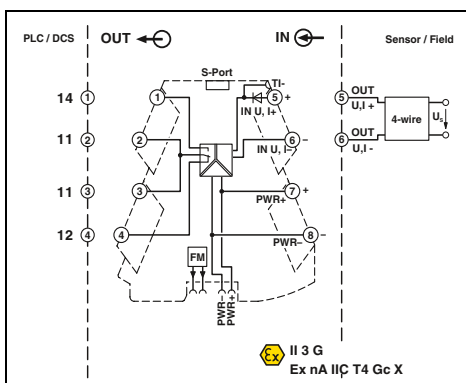 PLC / DCS OUT IN Sensor / Field
S-Port
TI-
14 1 1 5 + 5 OUT
U,I +
IN U, I+
4-wire
Us
11 2 2 6 – 6 OUT
U,I -
IN U, I–
11 3 3 7 +
PWR+
12 4 4 8 –
PWR–
FM
PWR-
PWR+
Ex II 3 G
Ex nA IIC T4 Gc X